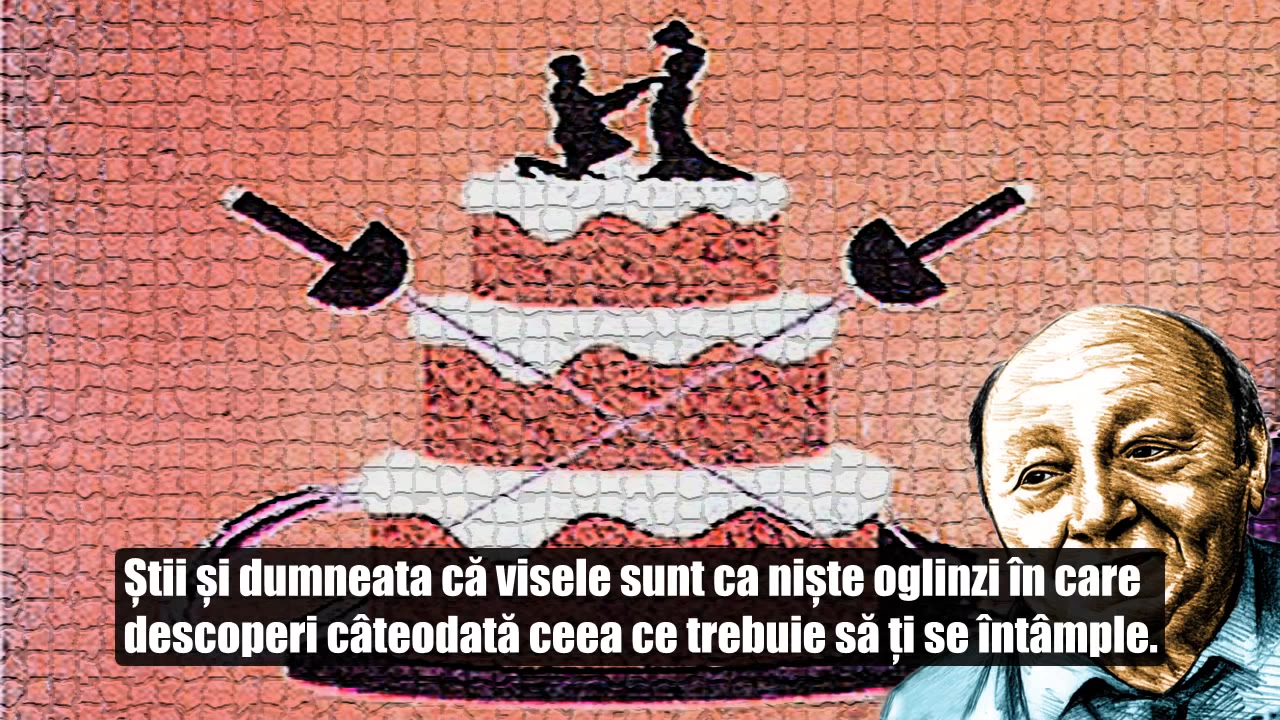 Știi și dumneata că visele sunt ca niște oglinzi în care
descoperi câteodată ceea ce trebuie să ți se întâmple.